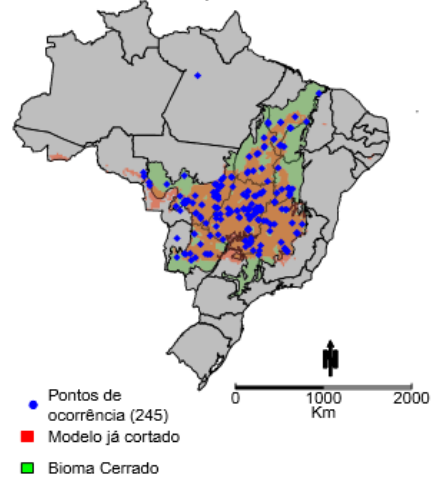 0 1000 2000
Km
Pontos de
ocorrência (245)
Modelo já cortado
Bioma Cerrado